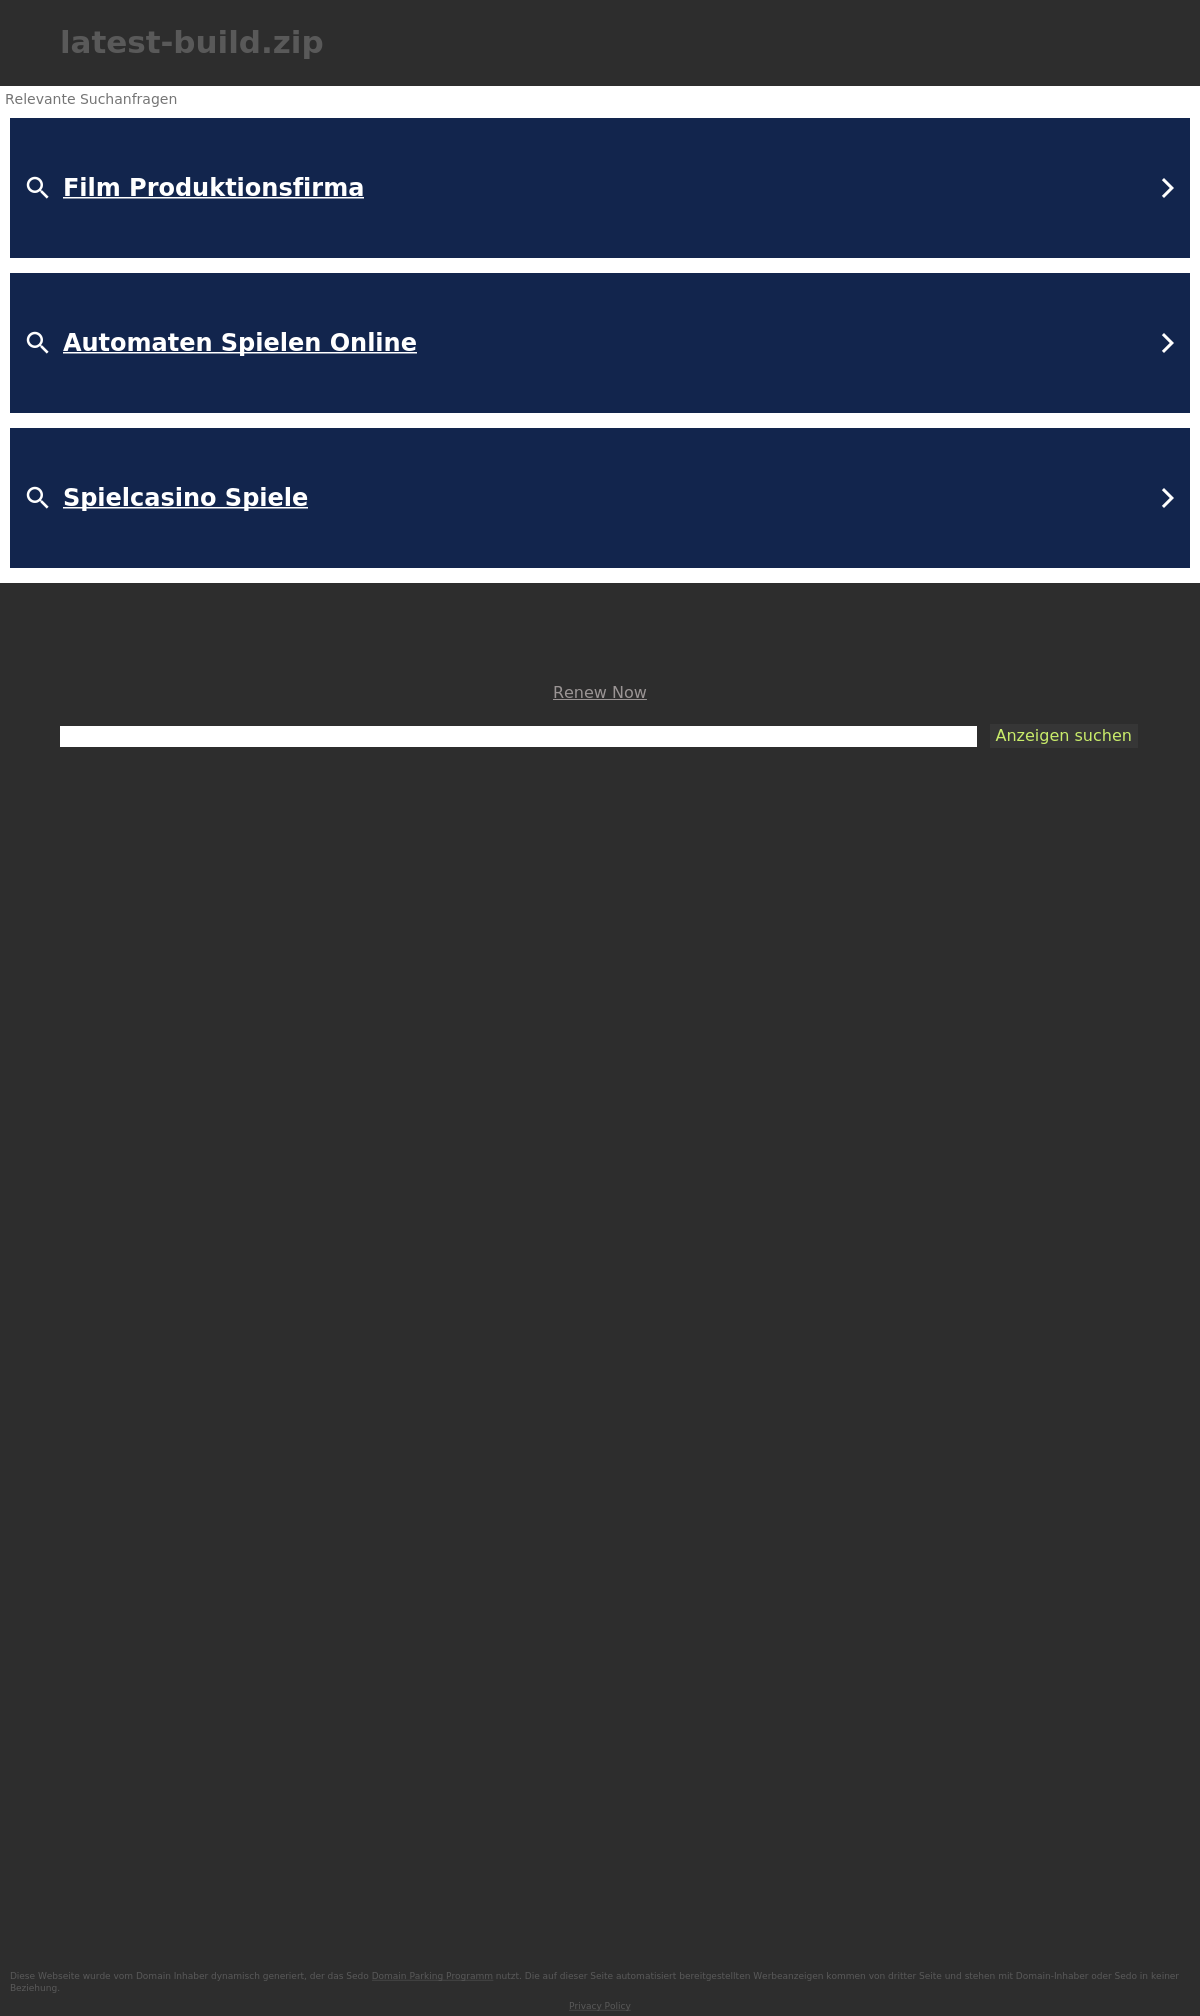 latest-build.zip
Relevante Suchanfragen
Film Produktionsfirma
Automaten Spielen Online
Spielcasino Spiele
Renew Now
Anzeigen suchen
Diese Webseite wurde vom Domain Inhaber dynamisch generiert, der das Sedo Domain Parking Programm nutzt. Die auf dieser Seite automatisiert bereitgestellten Werbeanzeigen kommen von dritter Seite und stehen mit Domain-Inhaber oder Sedo in keiner
Beziehung.
Privacy Policy